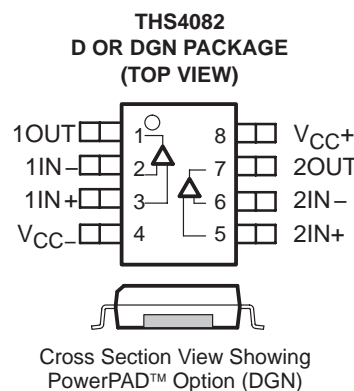 THS4082
D OR DGN PACKAGE
(TOP VIEW)
1OUT 1 8 VCC+
1IN− 2 7 2OUT
1IN+ 3 6 2IN−
VCC− 4 5 2IN+
Cross Section View Showing
PowerPAD™ Option (DGN)